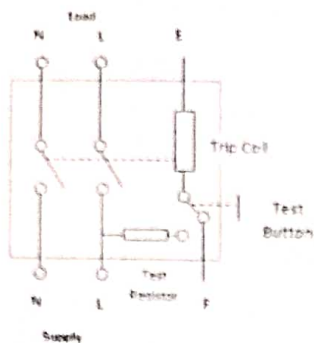 Load
N L E
Trip Coil
Test
Button
Test
Resistor
N L F
Supply